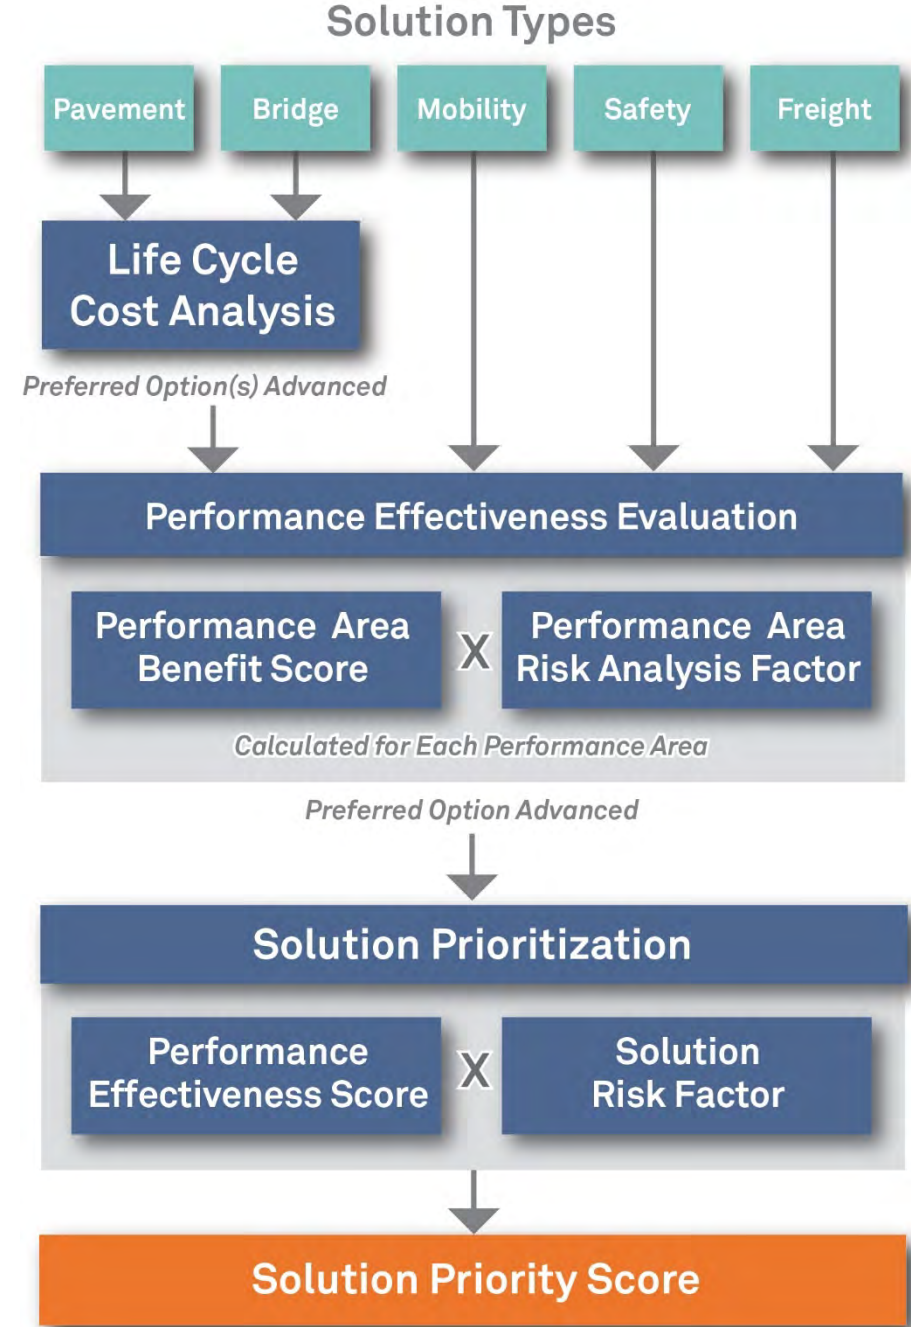 Solution Types
Pavement
Bridge
Mobility
Safety
Freight
Life Cycle
Cost Analysis
Preferred Option(s) Advanced
Performance Effectiveness Evaluation
Performance Area
Benefit Score
X
Performance Area
Risk Analysis Factor
Calculated for Each Performance Area
Preferred Option Advanced
Solution Prioritization
Performance
Effectiveness Score
X
Solution
Risk Factor
Solution Priority Score